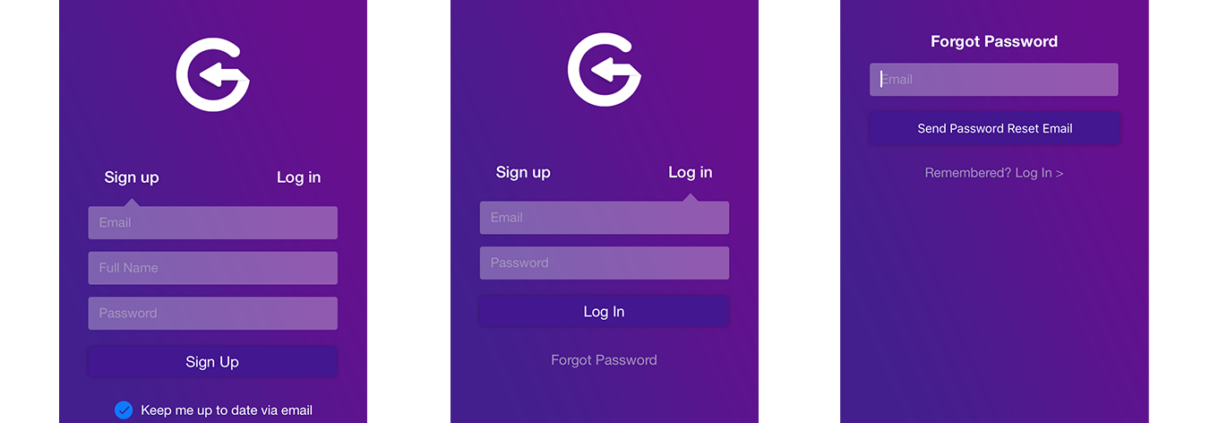 Sign up
Log in
Email
Full Name
Password
Sign Up
Keep me up to date via email
Sign up
Log in
Email
Password
Log In
Forgot Password
Forgot Password
Email
Send Password Reset Email
Remembered? Log In >